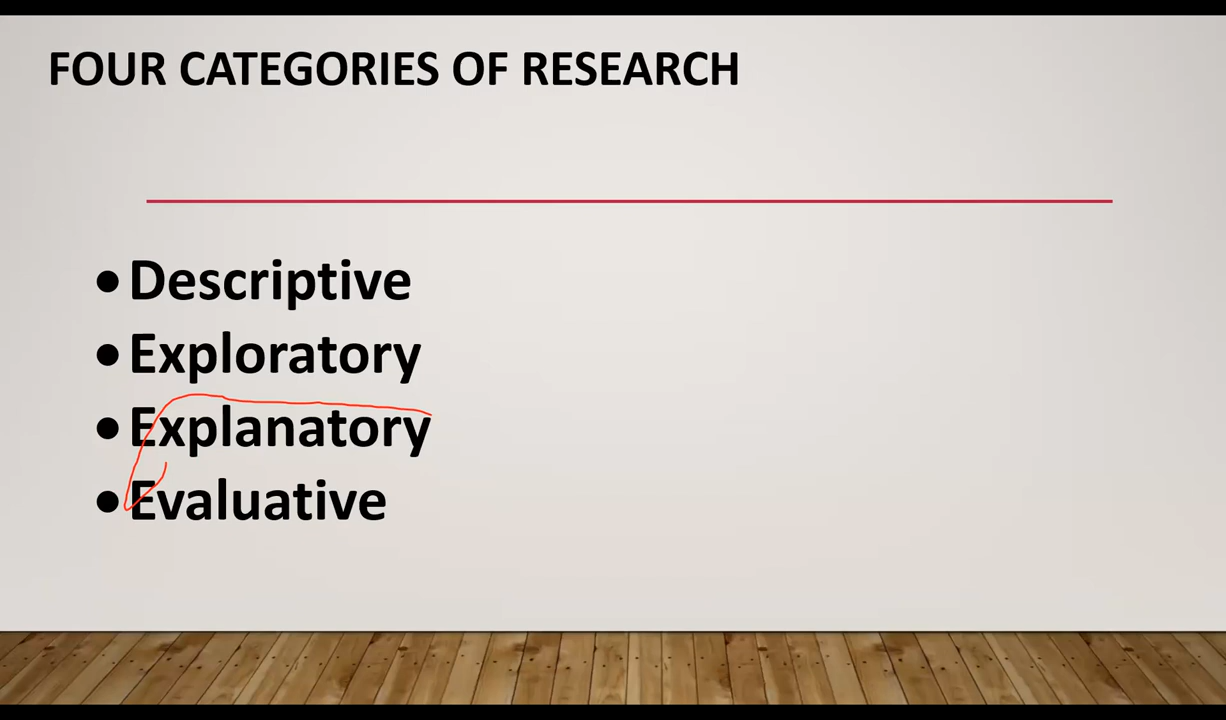 FOUR CATEGORIES OF RESEARCH
•Descriptive
•Exploratory
•Explanatory
•Evaluative